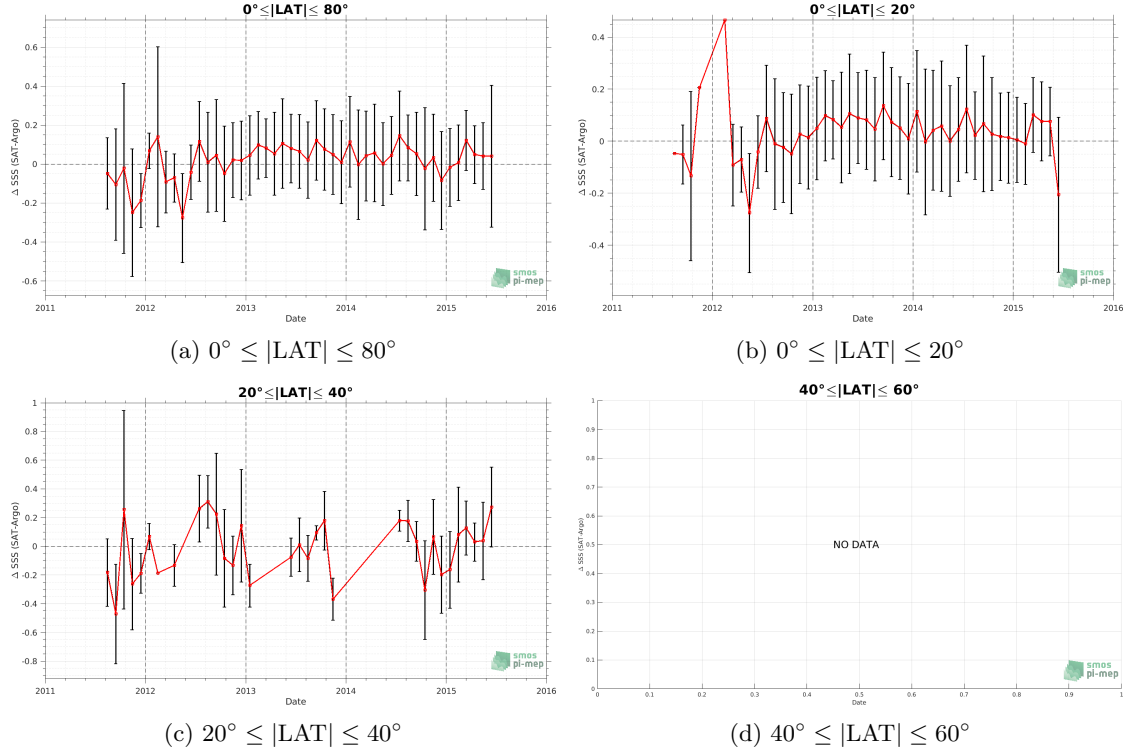 0°≤|LAT|≤ 80°
0.6
0.4
0.2
0
-0.2
-0.4
-0.6
Δ SSS (SAT-Argo)
smos
pi-mep
2011
2012
2013
2014
2015
2016
Date
(a) 0° ≤ |LAT| ≤ 80°
0°≤|LAT|≤ 20°
0.4
0.2
0
-0.2
-0.4
Δ SSS (SAT-Argo)
smos
pi-mep
2011
2012
2013
2014
2015
2016
Date
(b) 0° ≤ |LAT| ≤ 20°
20°≤|LAT|≤ 40°
1
0.8
0.6
0.4
0.2
0
-0.2
-0.4
-0.6
-0.8
Δ SSS (SAT-Argo)
smos
pi-mep
2011
2012
2013
2014
2015
2016
Date
(c) 20° ≤ |LAT| ≤ 40°
40°≤|LAT|≤ 60°
1
0.9
0.8
0.7
0.6
0.5
0.4
0.3
0.2
0.1
0
Δ SSS (SAT-Argo)
NO DATA
smos
pi-mep
0
0.1
0.2
0.3
0.4
0.5
0.6
0.7
0.8
0.9
1
Date
(d) 40° ≤ |LAT| ≤ 60°